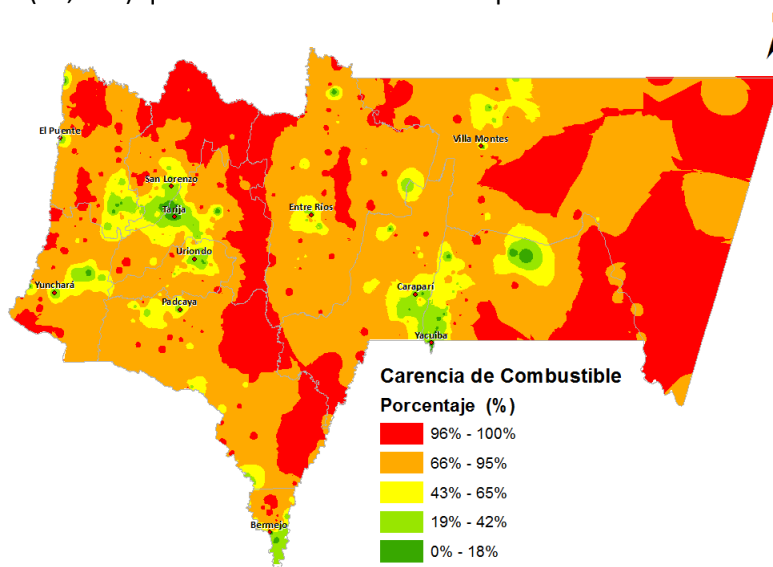 El Puente
Villa Montes
San Lorenzo
Tarija
Entre Ríos
Uriondo
Yunchará
Caraparí
Padcaya
Yacuiba
Carencia de Combustible
Porcentaje (%)
96% - 100%
66% - 95%
43% - 65%
19% - 42%
Bermejo
0% - 18%